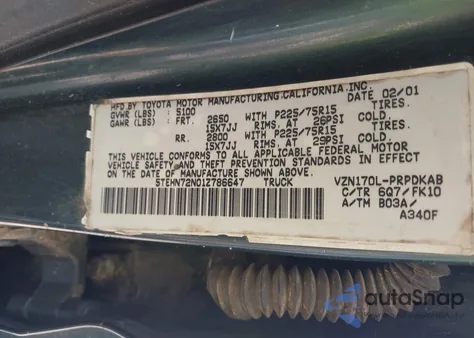 MFD. BY TOYOTA MOTOR MANUFACTURING,CALIFORNIA,INC.
GVWR (LBS): 5100 DATE 02/01
GAWR (LBS): FRT. 2650 WITH P225/75R15 TIRES.
15X7JJ RIMS, AT 26PSI COLD.
RR. 2800 WITH P225/75R15 TIRES.
15X7JJ RIMS, AT 29PSI COLD.
THIS VEHICLE CONFORMS TO ALL APPLICABLE FEDERAL MOTOR
VEHICLE SAFETY, AND THEFT PREVENTION STANDARDS IN
EFFECT ON THE DATE OF MANUFACTURE SHOWN ABOVE.
5TEHN72N01Z786647 TRUCK VZN170L-PRPDKAB
C/TR 6Q7/FK10
A/TM B03A/
A340F
autoSnap